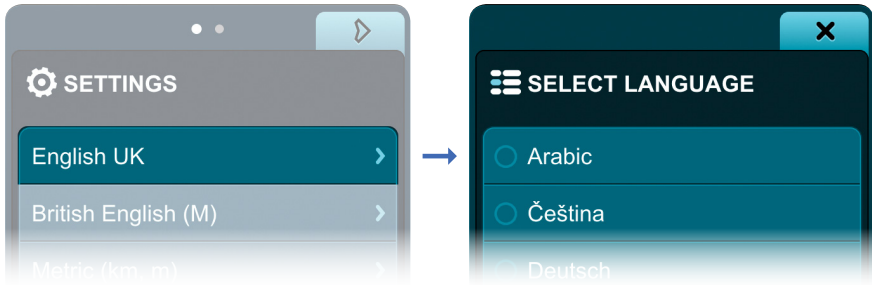 SETTINGS
English UK
British English (M)
Metric (km, m)
SELECT LANGUAGE
Arabic
Čeština
Deutsch